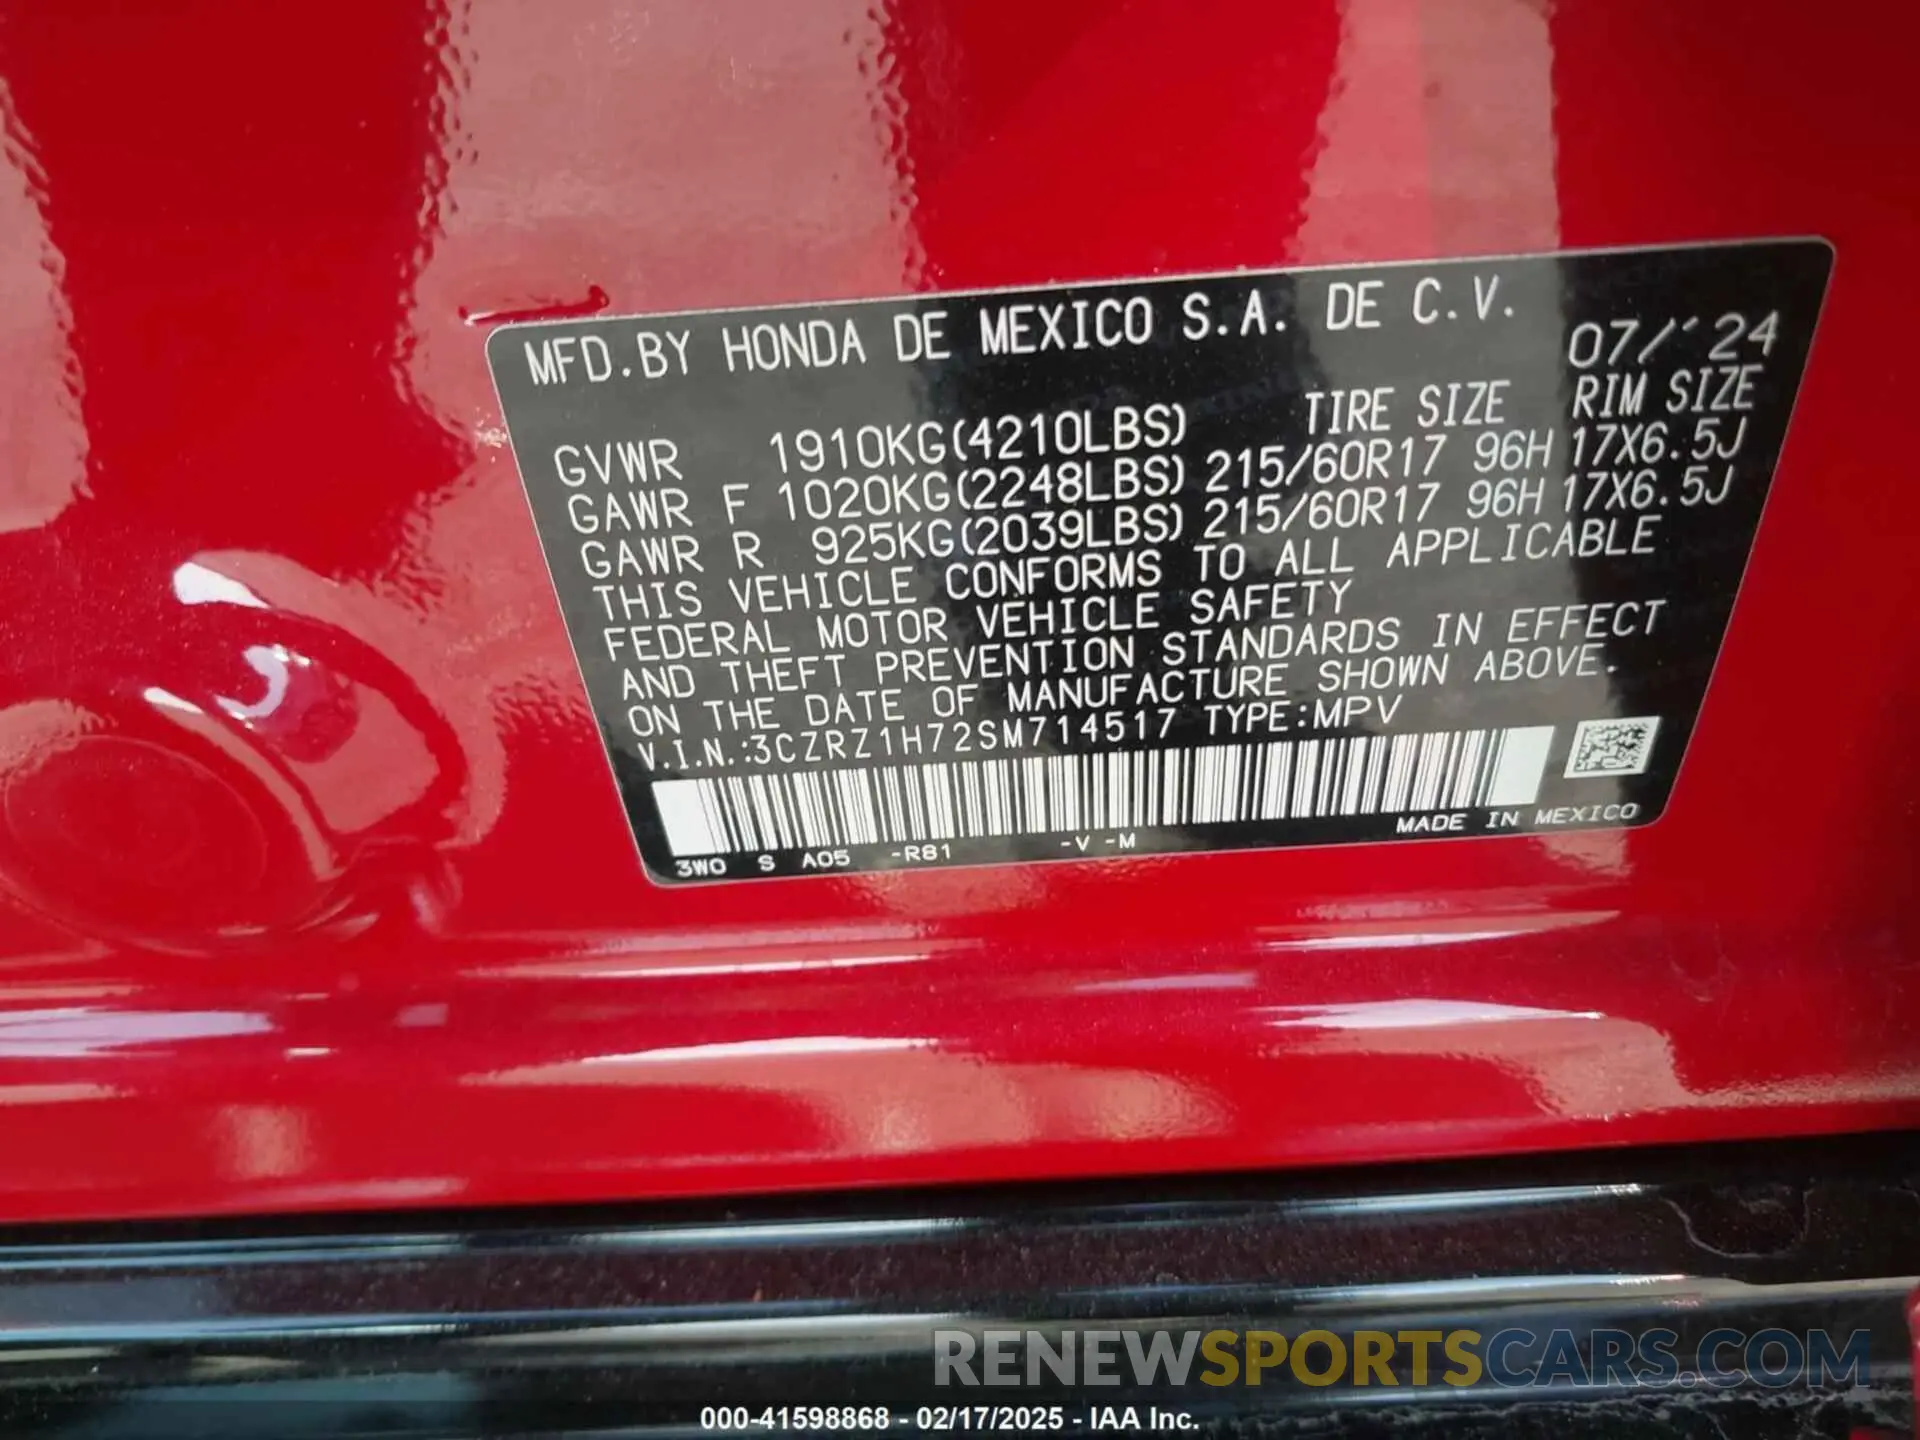 MFD.BY HONDA DE MEXICO S.A. DE C.V.
07/'24
TIRE SIZE RIM SIZE
GVWR 1910KG(4210LBS)
GAWR F 1020KG(2248LBS) 215/60R17 96H 17X6.5J
GAWR R 925KG(2039LBS) 215/60R17 96H 17X6.5J
THIS VEHICLE CONFORMS TO ALL APPLICABLE
FEDERAL MOTOR VEHICLE SAFETY
AND THEFT PREVENTION STANDARDS IN EFFECT
ON THE DATE OF MANUFACTURE SHOWN ABOVE.
V.I.N.:3CZRZ1H72SM714517 TYPE:MPV
3W0 S A05 -R81 -V -M MADE IN MEXICO
RENEWSPORTSCARS.COM
000-41598868 - 02/17/2025 - IAA Inc.